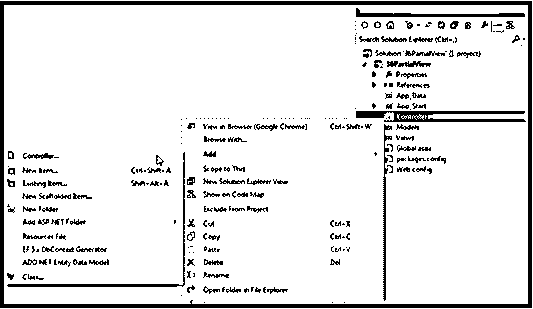 Search Solution Explorer (Ctrl+;)
Solution '36PartialView' (1 project)
36PartialView
Properties
References
App_Data
App_Start
Controllers
Models
Views
Global.asax
packages.config
Web.config
View in Browser (Google Chrome) Ctrl+Shift+W
Browse With...
Add
Scope to This
New Solution Explorer View
Show on Code Map
Exclude From Project
Cut Ctrl+X
Copy Ctrl+C
Paste Ctrl+V
Delete Del
Rename
Open Folder in File Explorer
Controller...
New Item... Ctrl+Shift+A
Existing Item... Shift+Alt+A
New Scaffolded Item...
New Folder
Add ASP.NET Folder
Resources File
EF 5.x DbContext Generator
ADO.NET Entity Data Model
Class...